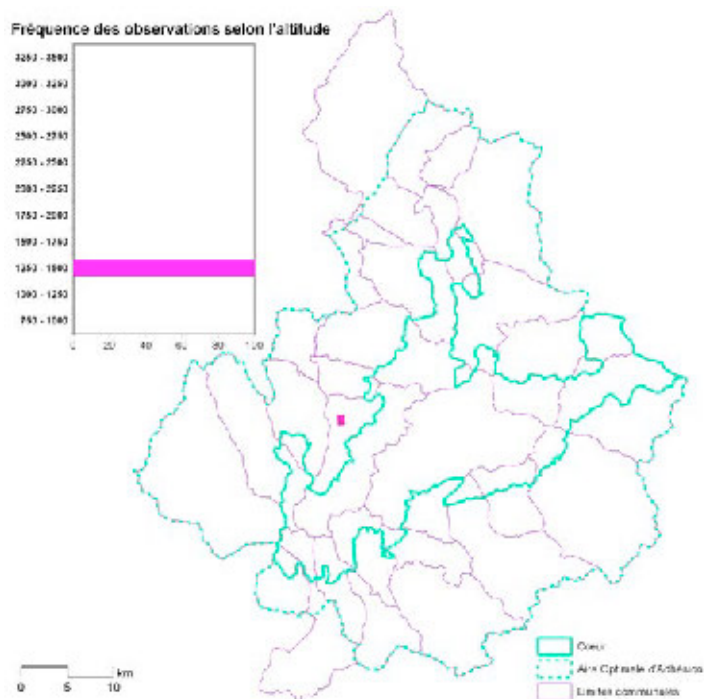 Fréquence des observations selon l'altitude
3250 - 3500
3000 - 3250
2750 - 3000
2500 - 2750
2250 - 2500
2000 - 2250
1750 - 2000
1500 - 1750
1250 - 1500
1000 - 1250
750 - 1000
0 20 40 60 80 100
Cœur
Aire Optimale d'Adhésion
Limites communales
km
0 5 10